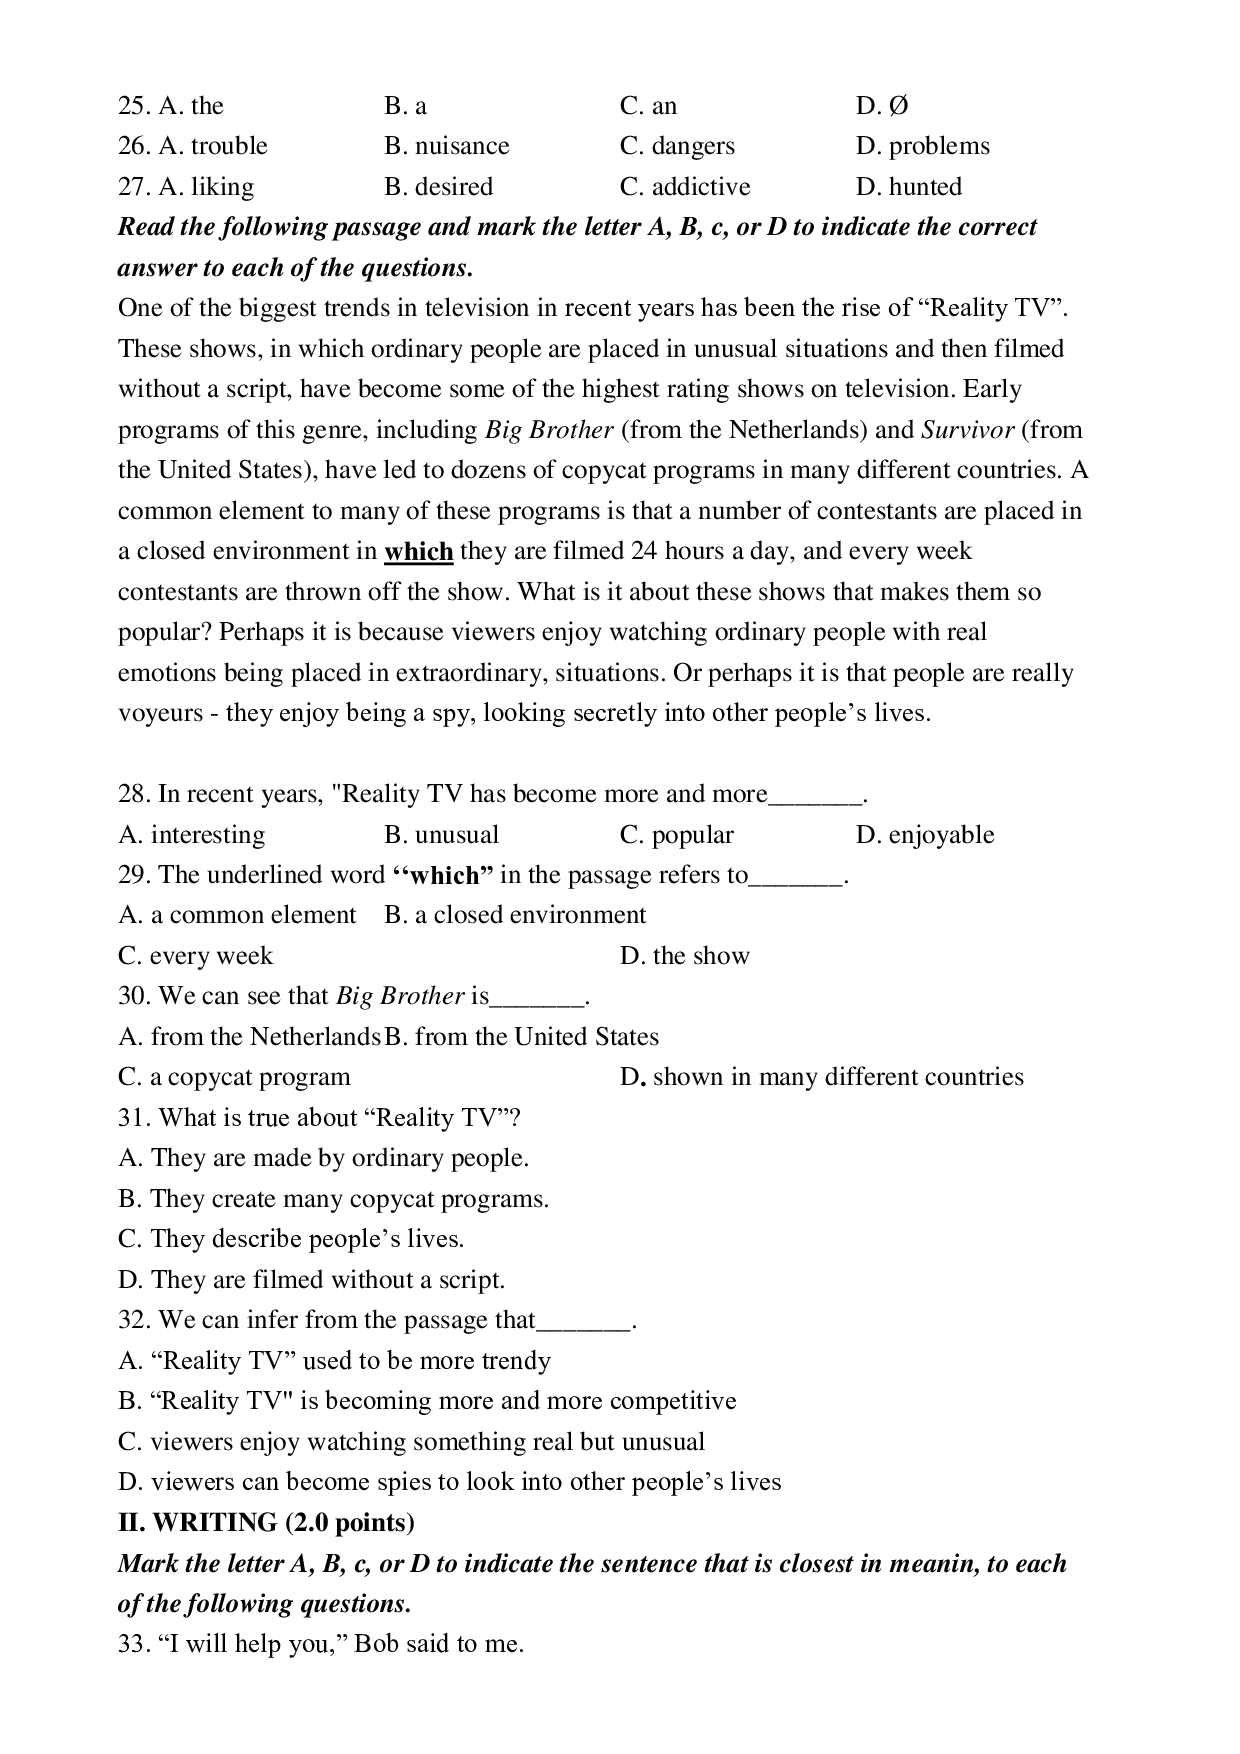 25. A. the B. a C. an D. Ø
26. A. trouble B. nuisance C. dangers D. problems
27. A. liking B. desired C. addictive D. hunted
Read the following passage and mark the letter A, B, c, or D to indicate the correct
answer to each of the questions.
One of the biggest trends in television in recent years has been the rise of “Reality TV”.
These shows, in which ordinary people are placed in unusual situations and then filmed
without a script, have become some of the highest rating shows on television. Early
programs of this genre, including Big Brother (from the Netherlands) and Survivor (from
the United States), have led to dozens of copycat programs in many different countries. A
common element to many of these programs is that a number of contestants are placed in
a closed environment in which they are filmed 24 hours a day, and every week
contestants are thrown off the show. What is it about these shows that makes them so
popular? Perhaps it is because viewers enjoy watching ordinary people with real
emotions being placed in extraordinary, situations. Or perhaps it is that people are really
voyeurs - they enjoy being a spy, looking secretly into other people’s lives.
28. In recent years, "Reality TV has become more and more_______.
A. interesting B. unusual C. popular D. enjoyable
29. The underlined word ‘‘which” in the passage refers to_______.
A. a common element B. a closed environment
C. every week D. the show
30. We can see that Big Brother is_______.
A. from the Netherlands B. from the United States
C. a copycat program D. shown in many different countries
31. What is true about “Reality TV”?
A. They are made by ordinary people.
B. They create many copycat programs.
C. They describe people’s lives.
D. They are filmed without a script.
32. We can infer from the passage that_______.
A. “Reality TV” used to be more trendy
B. “Reality TV" is becoming more and more competitive
C. viewers enjoy watching something real but unusual
D. viewers can become spies to look into other people’s lives
II. WRITING (2.0 points)
Mark the letter A, B, c, or D to indicate the sentence that is closest in meanin, to each
of the following questions.
33. “I will help you,” Bob said to me.